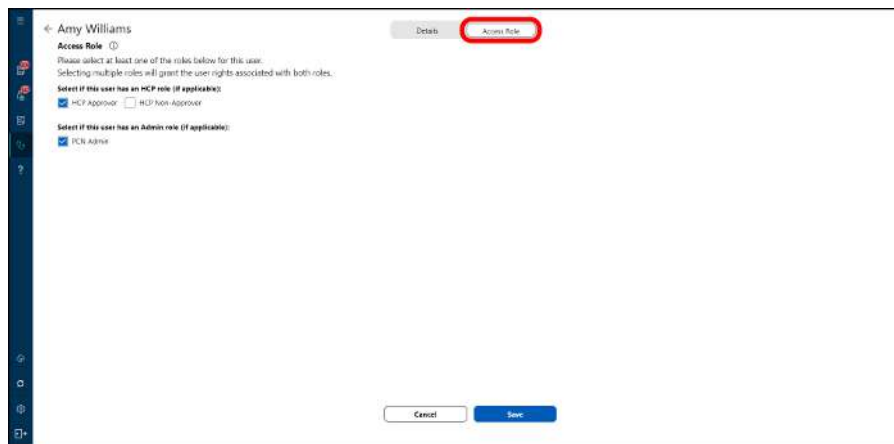 Amy Williams
Details
Access Role
Access Role
Please select at least one of the roles below for this user.
Selecting multiple roles will grant the user rights associated with both roles.
Select if this user has an HCP role (if applicable):
HCP Approver HCP Non-Approver
Select if this user has an Admin role (if applicable):
PCN Admin
?
Cancel
Save